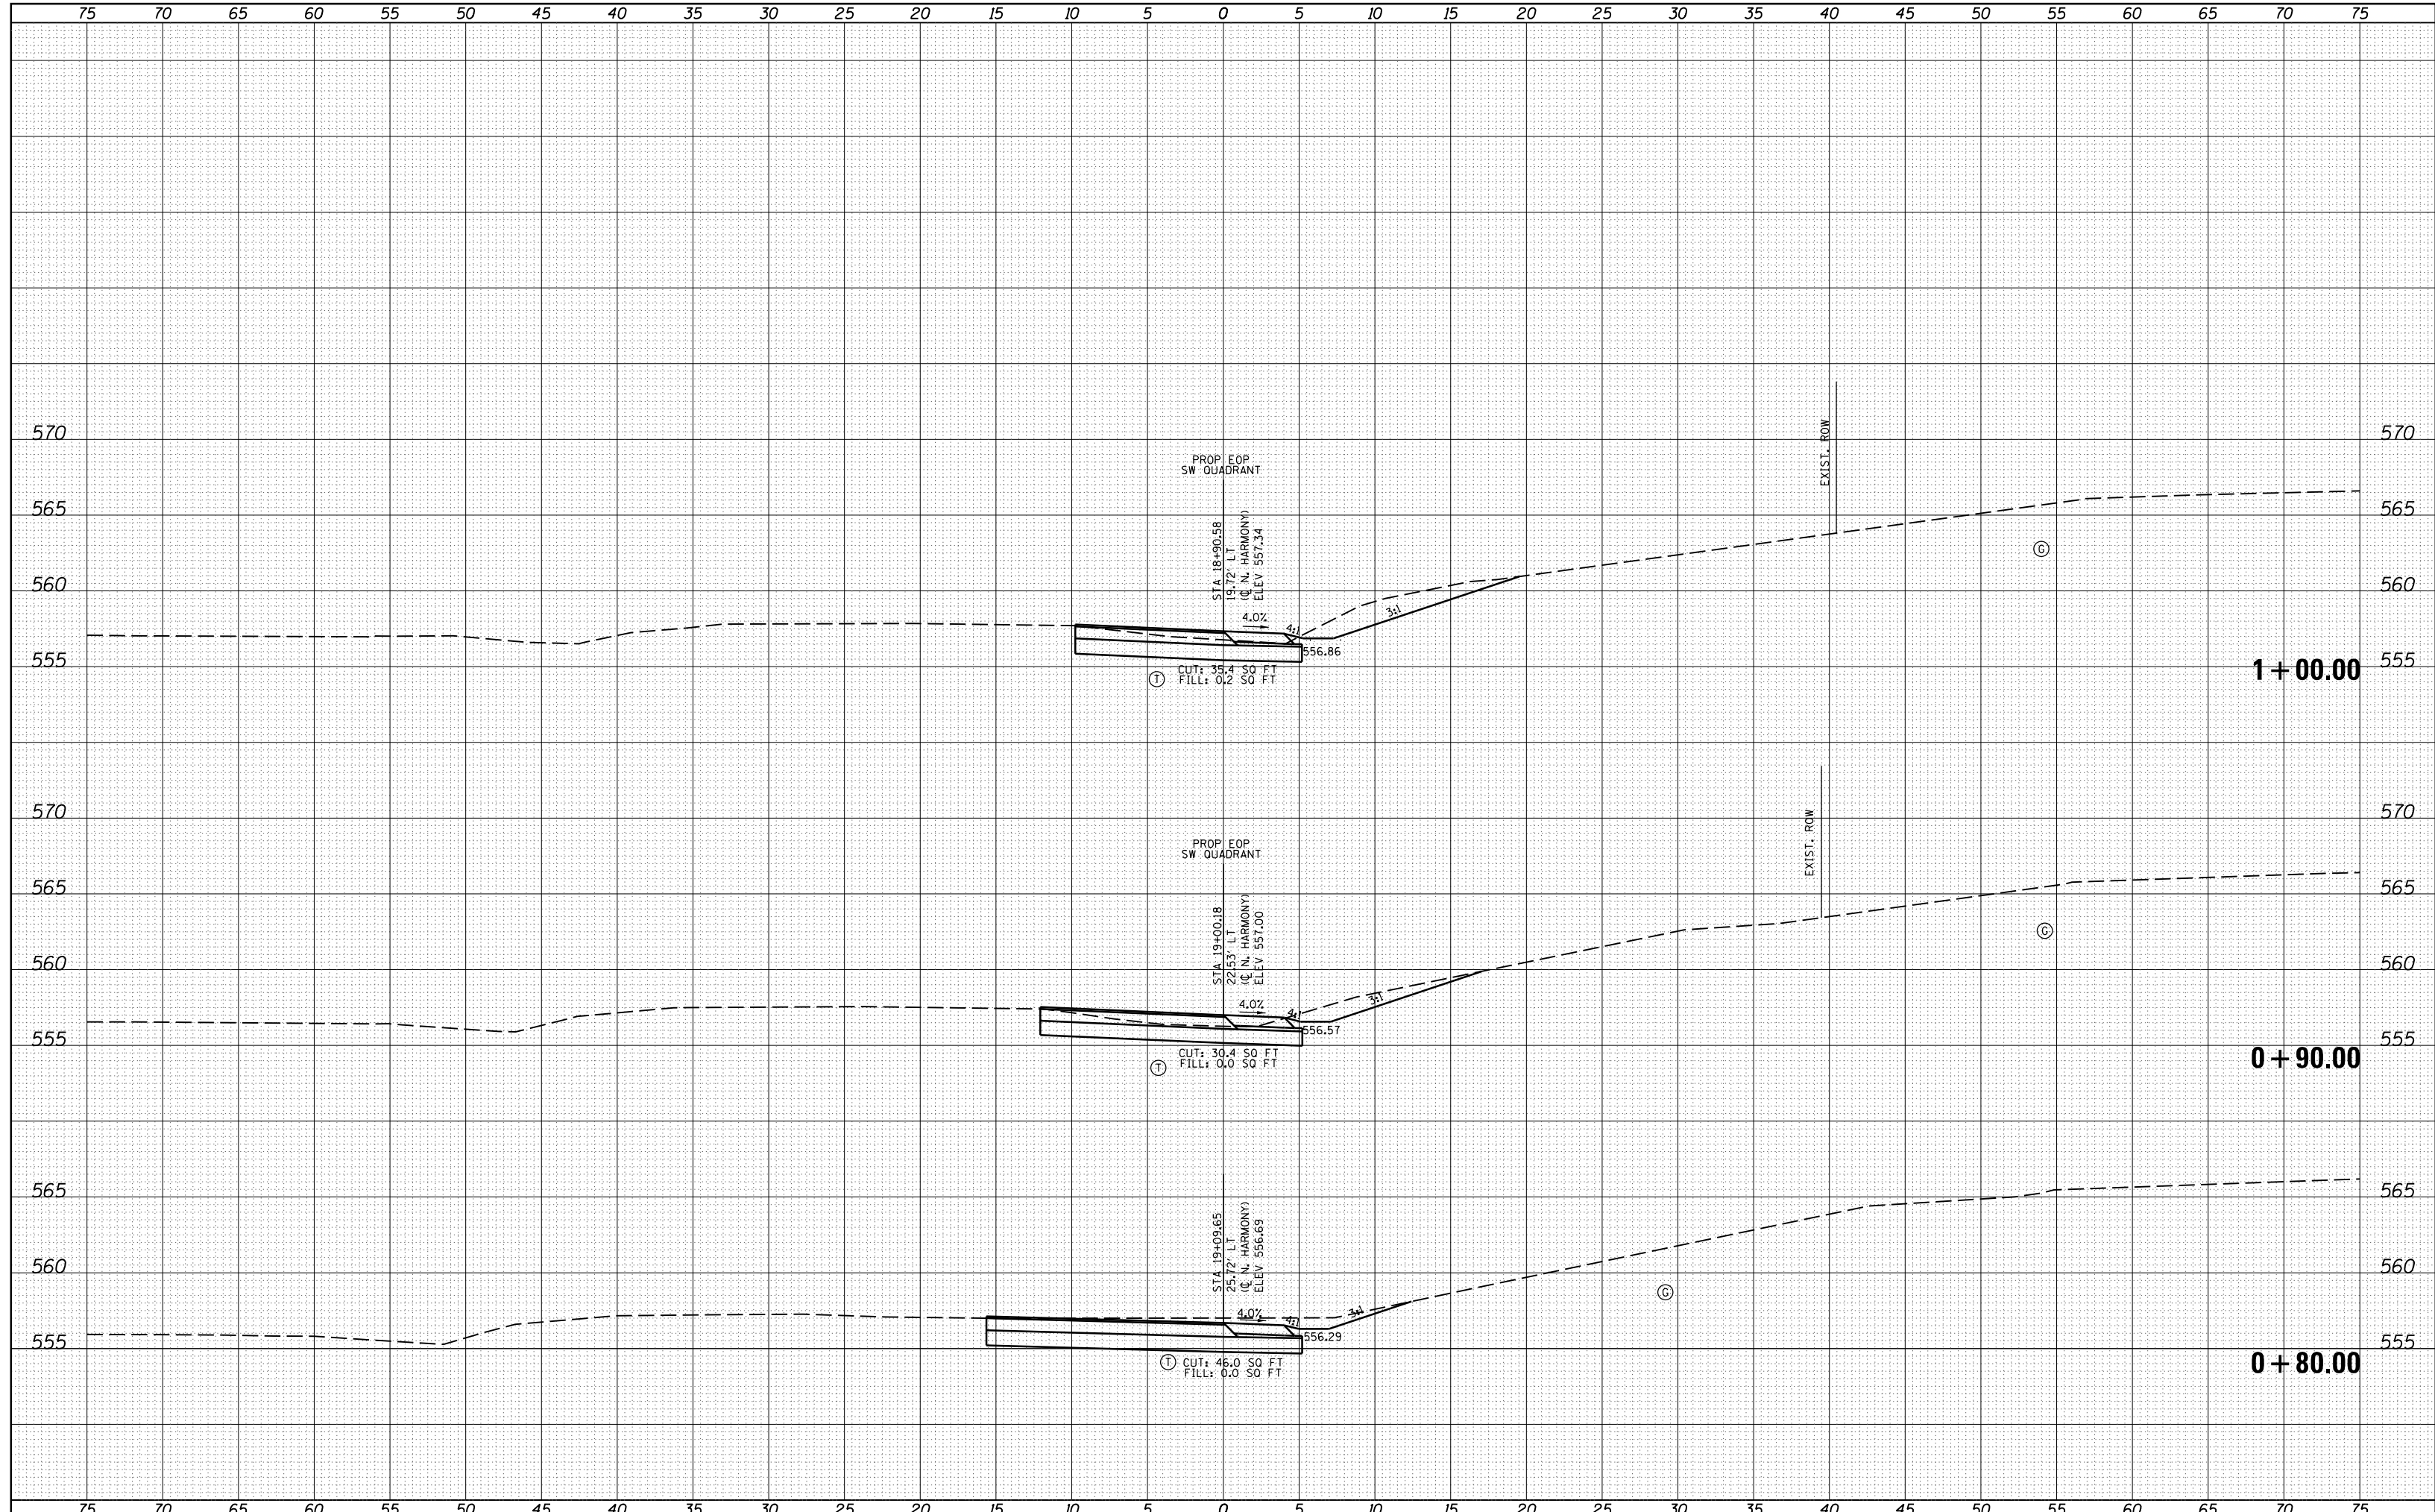 75 70 65 60 55 50 45 40 35 30 25 20 15 10 5 0 5 10 15 20 25 30 35 40 45 50 55 60 65 70 75
570 570
EXIST. ROW
PROP EOP
SW QUADRANT
565 565
STA 18+90.58
19.72' LT
(℄ N. HARMONY)
ELEV 557.34
G
560 560
4.0%
4:1
3:1
556.86
555 555
CUT: 35.4 SQ FT
T FILL: 0.2 SQ FT
1+00.00
570 570
EXIST. ROW
PROP EOP
SW QUADRANT
565 565
STA 19+00.18
22.53' LT
(℄ N. HARMONY)
ELEV 557.00
G
560 560
4.0%
4:1
3:1
556.57
555 555
CUT: 30.4 SQ FT
T FILL: 0.0 SQ FT
0+90.00
565 565
STA 19+09.65
25.72' LT
(℄ N. HARMONY)
ELEV 556.69
560 560
G
4.0%
4:1
3:1
556.29
555 555
T CUT: 46.0 SQ FT
FILL: 0.0 SQ FT
0+80.00
75 70 65 60 55 50 45 40 35 30 25 20 15 10 5 0 5 10 15 20 25 30 35 40 45 50 55 60 65 70 75